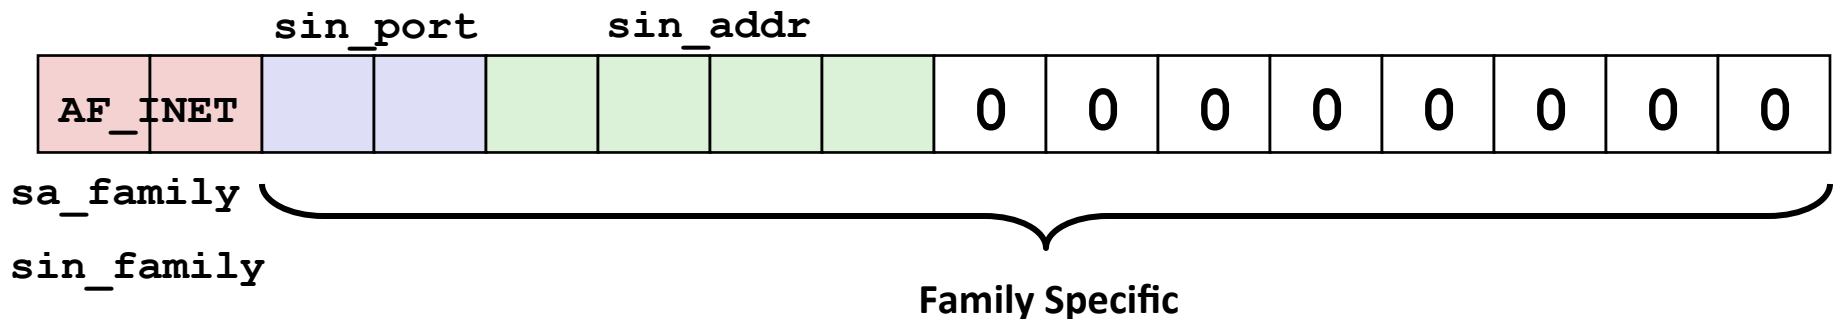 sin_port sin_addr
AF_INET 0 0 0 0 0 0 0 0
sa_family
sin_family
Family Specific